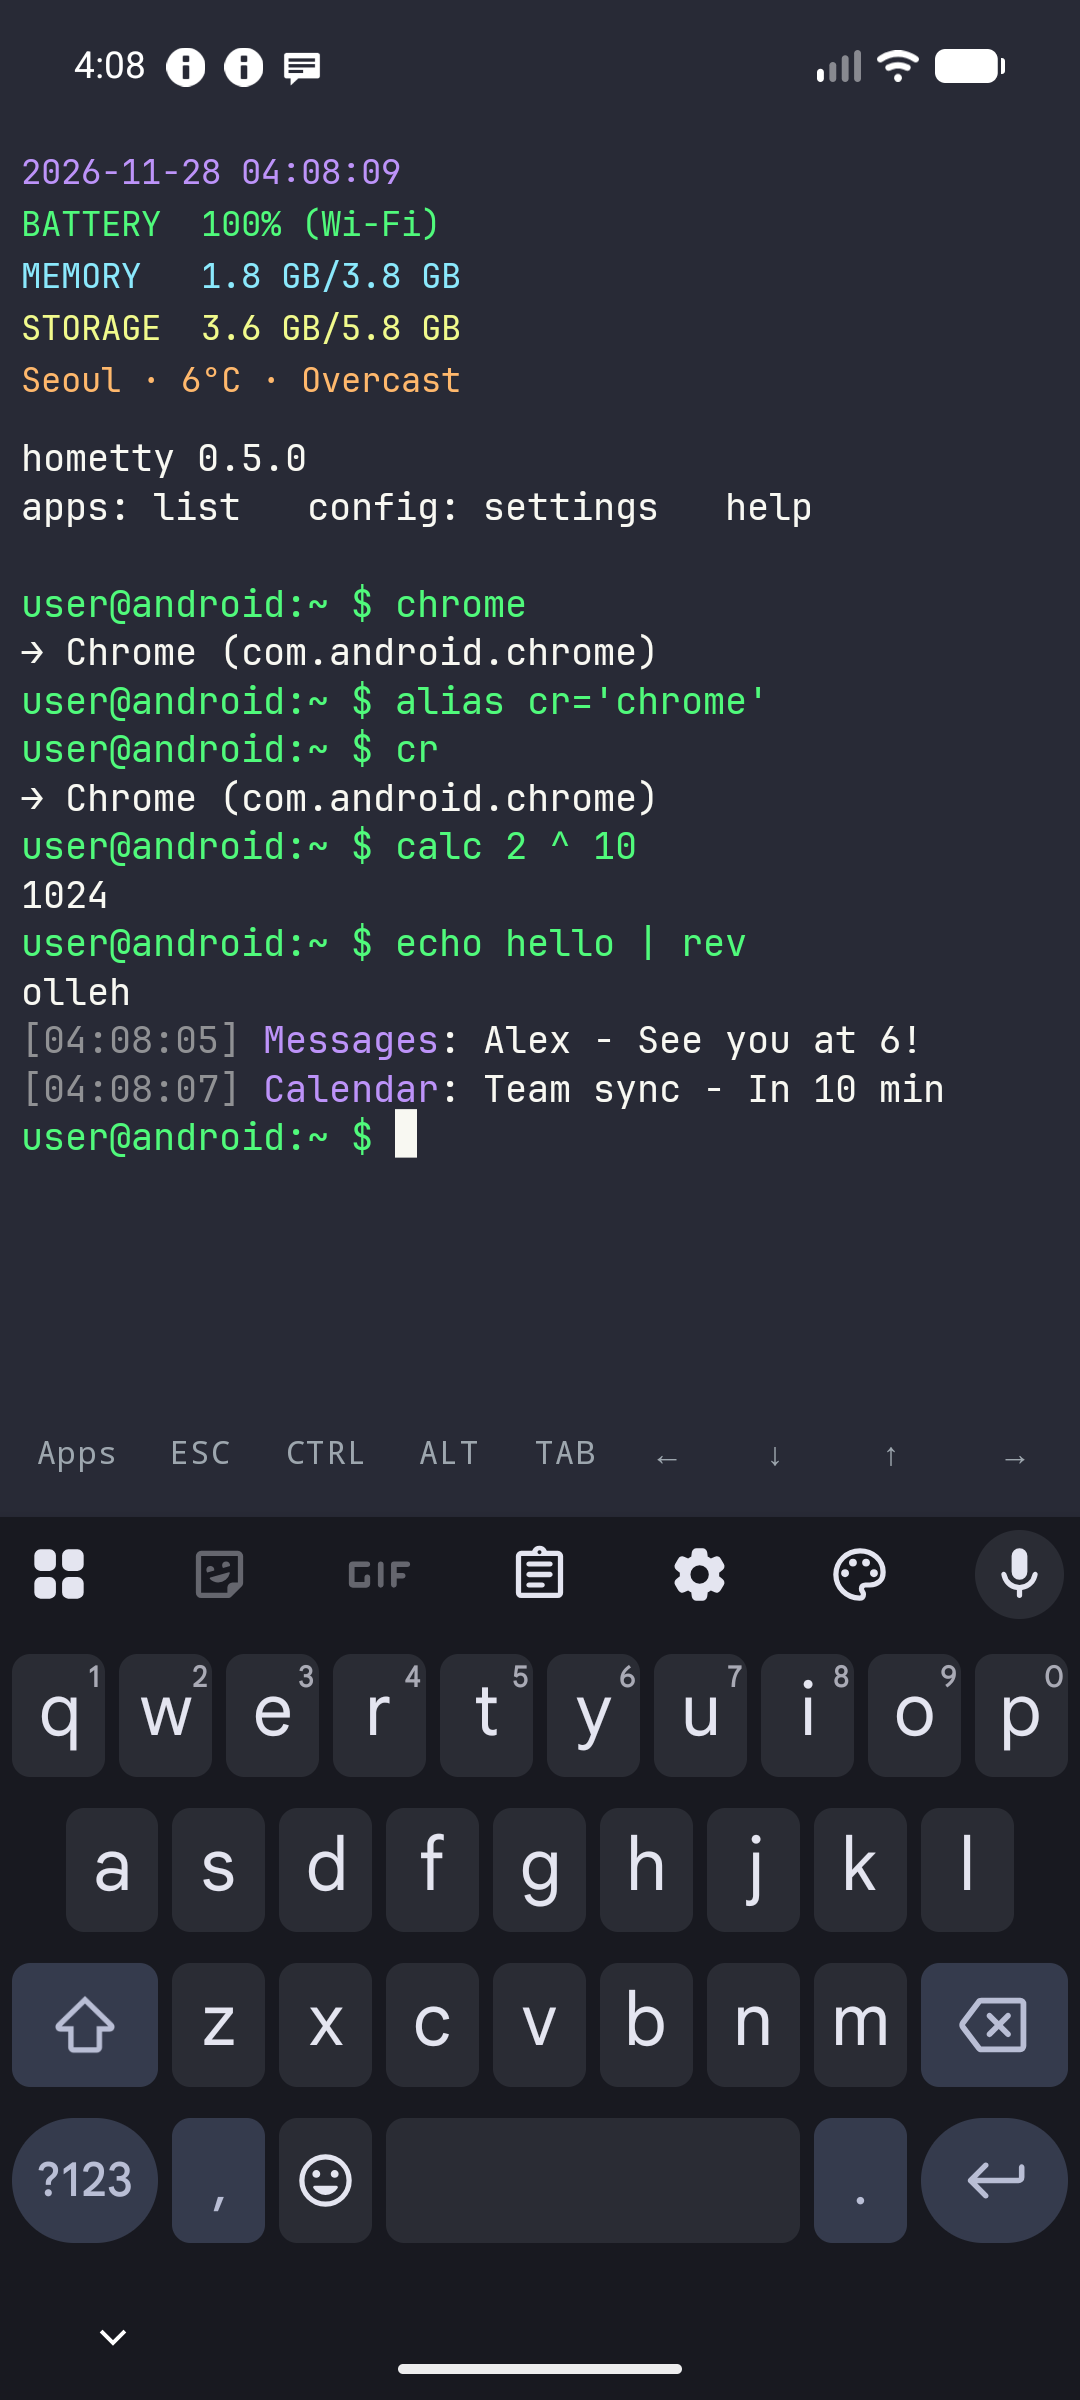 4:08
2026-11-28 04:08:09
BATTERY  100% (Wi-Fi)
MEMORY   1.8 GB/3.8 GB
STORAGE  3.6 GB/5.8 GB
Seoul · 6°C · Overcast
hometty 0.5.0
apps: list   config: settings   help
user@android:~ $ chrome
→ Chrome (com.android.chrome)
user@android:~ $ alias cr='chrome'
user@android:~ $ cr
→ Chrome (com.android.chrome)
user@android:~ $ calc 2 ^ 10
1024
user@android:~ $ echo hello | rev
olleh
[04:08:05] Messages: Alex - See you at 6!
[04:08:07] Calendar: Team sync - In 10 min
user@android:~ $
Apps ESC CTRL ALT TAB ← ↓ ↑ →
GIF
q1 w2 e3 r4 t5 y6 u7 i8 o9 p0
a s d f g h j k l
z x c v b n m
?123 , .